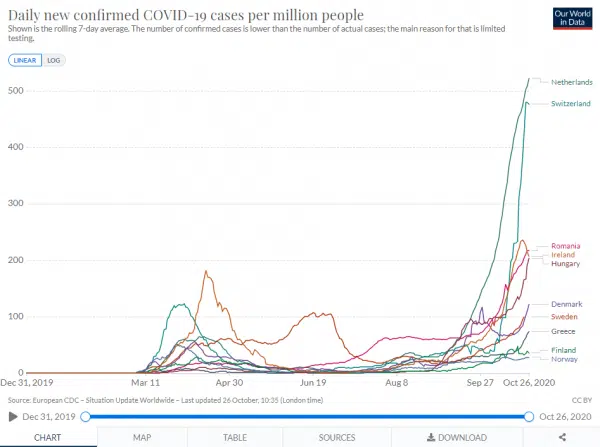 Daily new confirmed COVID-19 cases per million people
Shown is the rolling 7-day average. The number of confirmed cases is lower than the number of actual cases; the main reason for that is limited
testing.
Our World
in Data
LINEAR LOG
500
400
300
200
100
0
Netherlands
Switzerland
Romania
Ireland
Hungary
Denmark
Sweden
Greece
Finland
Norway
Dec 31, 2019 Mar 11 Apr 30 Jun 19 Aug 8 Sep 27 Oct 26, 2020
Source: European CDC – Situation Update Worldwide – Last updated 26 October, 10:35 (London time) CC BY
Dec 31, 2019 Oct 26, 2020
CHART MAP TABLE SOURCES DOWNLOAD